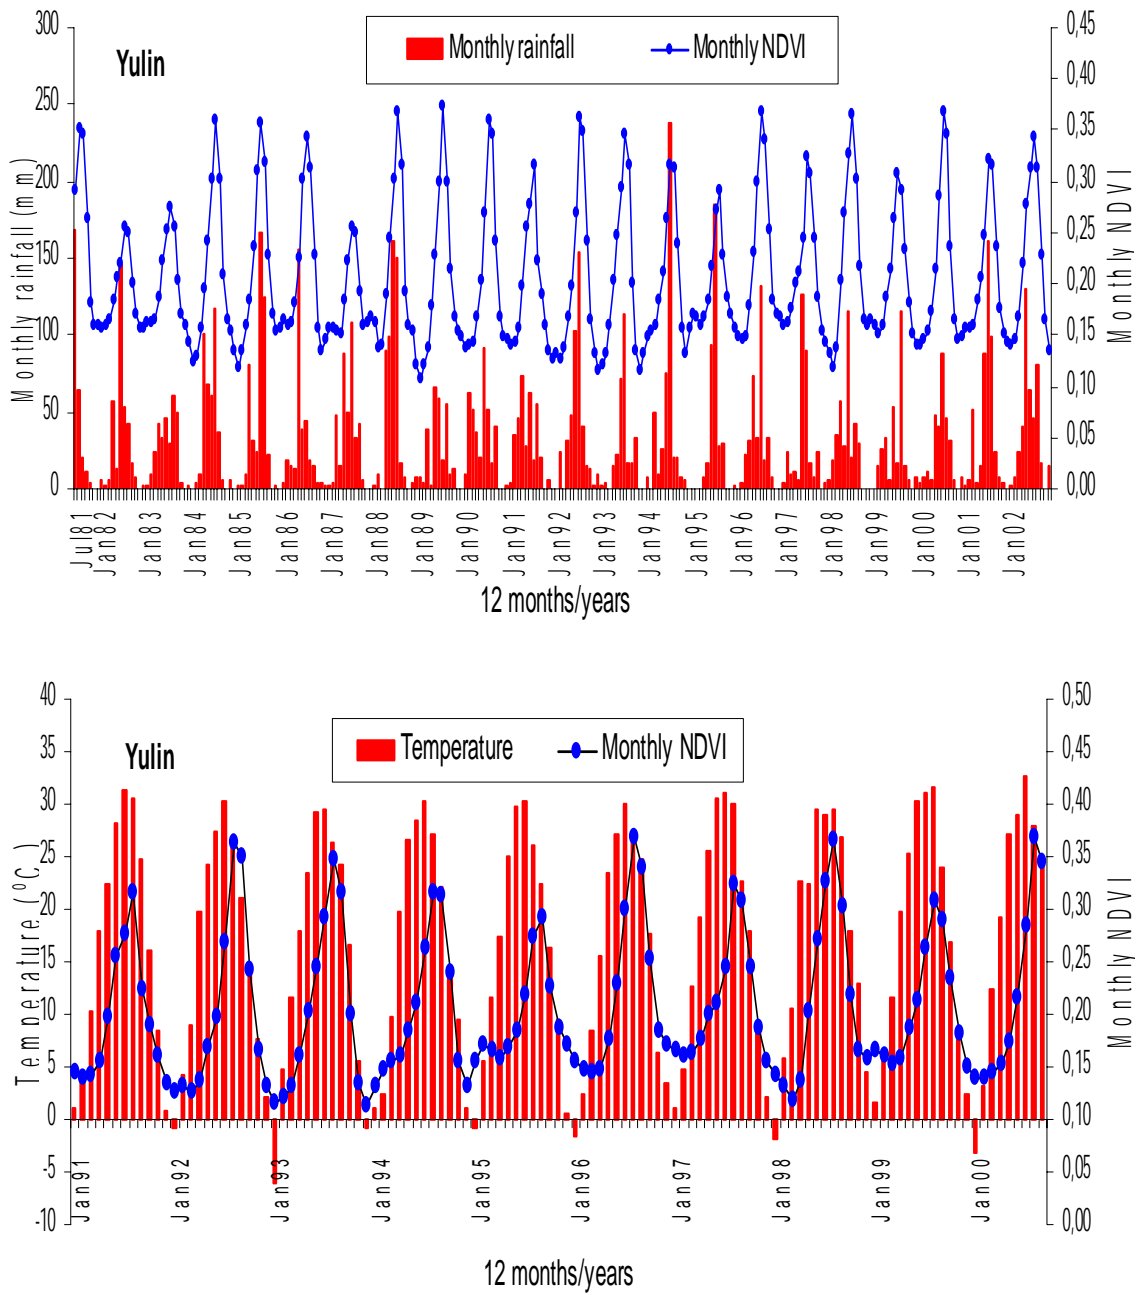 300
250
200
150
100
50
0
Monthly rainfall (mm)
Yulin
Monthly rainfall
Monthly NDVI
0,45
0,40
0,35
0,30
0,25
0,20
0,15
0,10
0,05
0,00
Monthly NDVI
Jul81
Jan82
Jan83
Jan84
Jan85
Jan86
Jan87
Jan88
Jan89
Jan90
Jan91
Jan92
Jan93
Jan94
Jan95
Jan96
Jan97
Jan98
Jan99
Jan00
Jan01
Jan02
12 months/years
40
35
30
25
20
15
10
5
0
-5
-10
Temperature (°C)
Yulin
Temperature
Monthly NDVI
0,50
0,45
0,40
0,35
0,30
0,25
0,20
0,15
0,10
0,05
0,00
Monthly NDVI
Jan91
Jan92
Jan93
Jan94
Jan95
Jan96
Jan97
Jan98
Jan99
Jan00
12 months/years